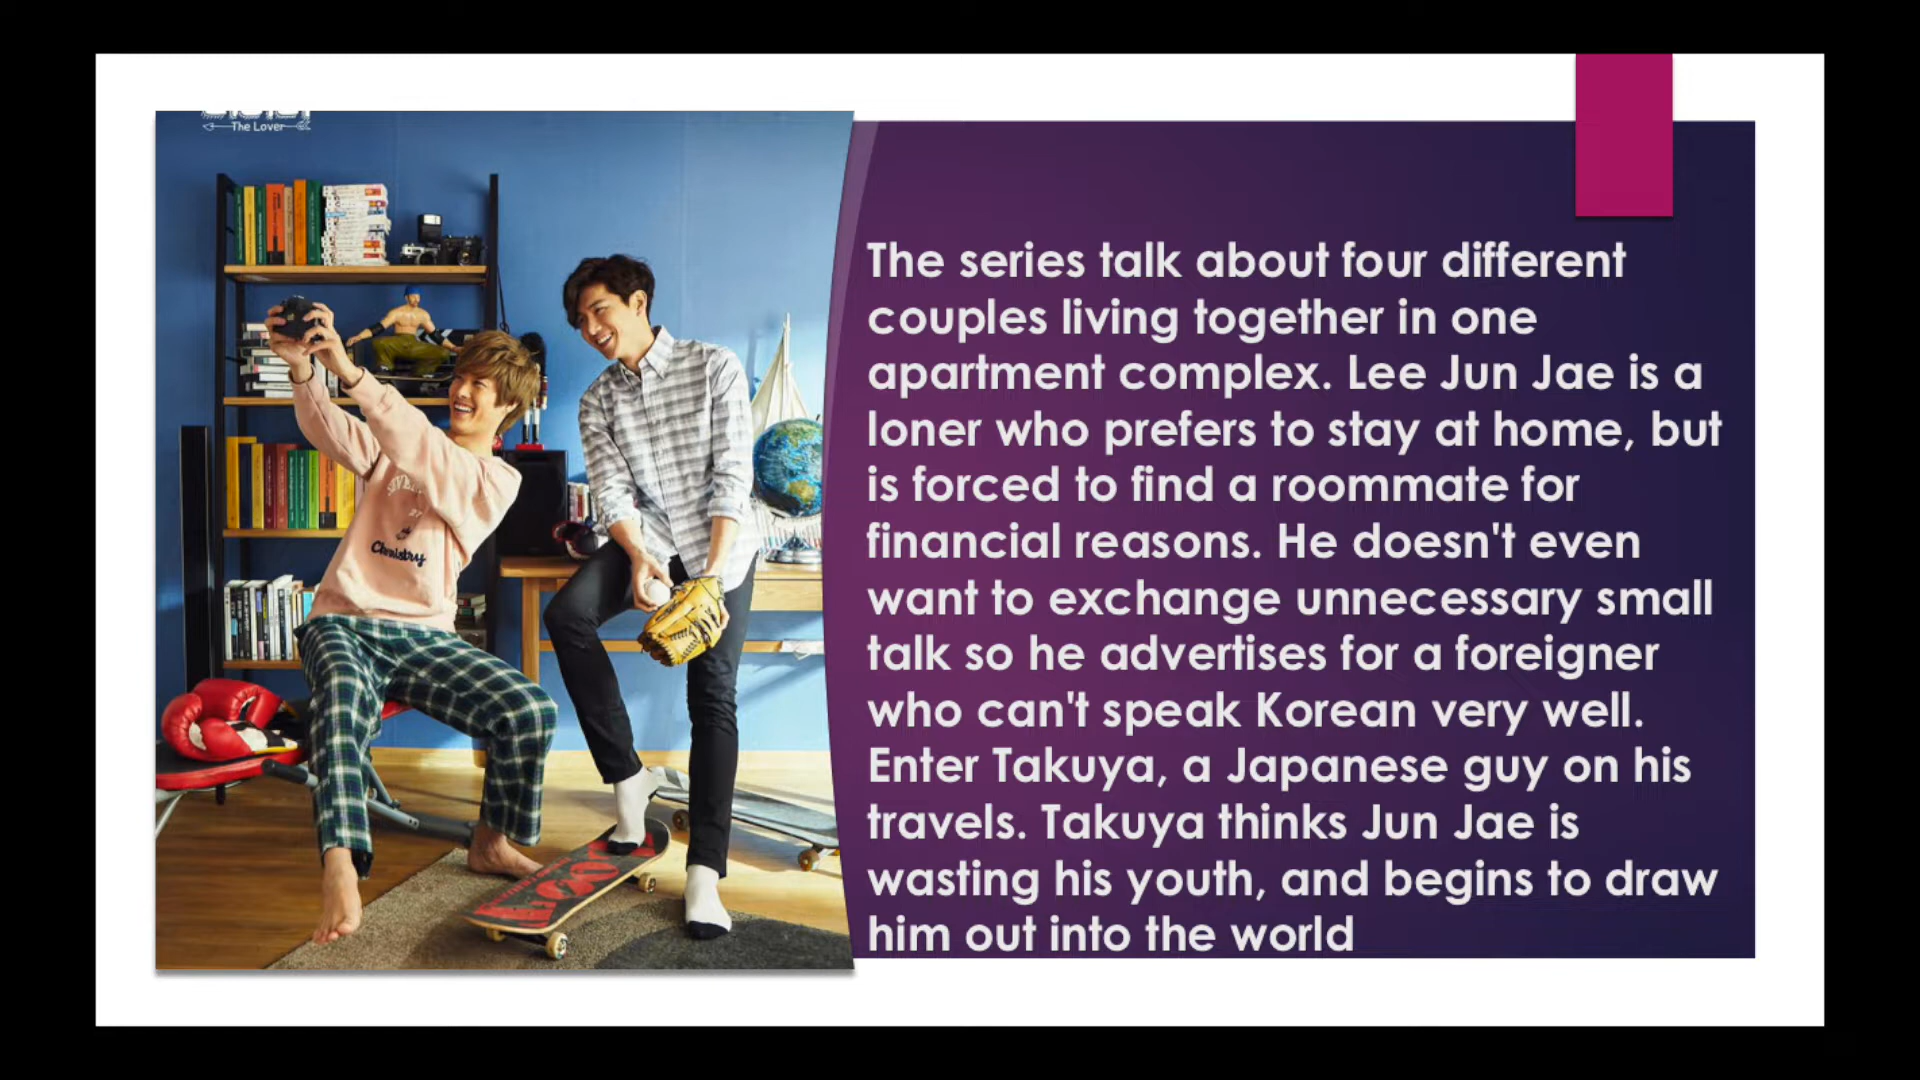 The Lover
The series talk about four different
couples living together in one
apartment complex. Lee Jun Jae is a
loner who prefers to stay at home, but
is forced to find a roommate for
financial reasons. He doesn't even
want to exchange unnecessary small
talk so he advertises for a foreigner
who can't speak Korean very well.
Enter Takuya, a Japanese guy on his
travels. Takuya thinks Jun Jae is
wasting his youth, and begins to draw
him out into the world
Chemistry